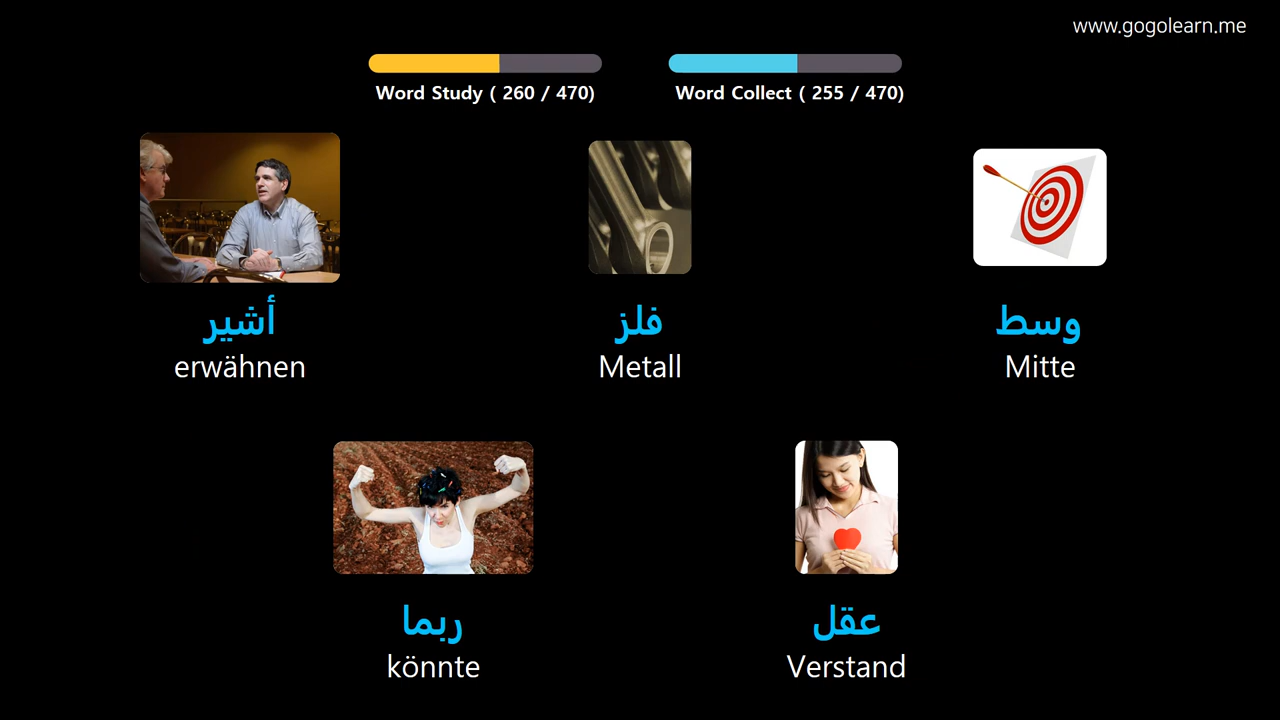 www.gogolearn.me
Word Study ( 260 / 470)
Word Collect ( 255 / 470)
أشير
erwähnen
فلز
Metall
وسط
Mitte
ربما
könnte
عقل
Verstand